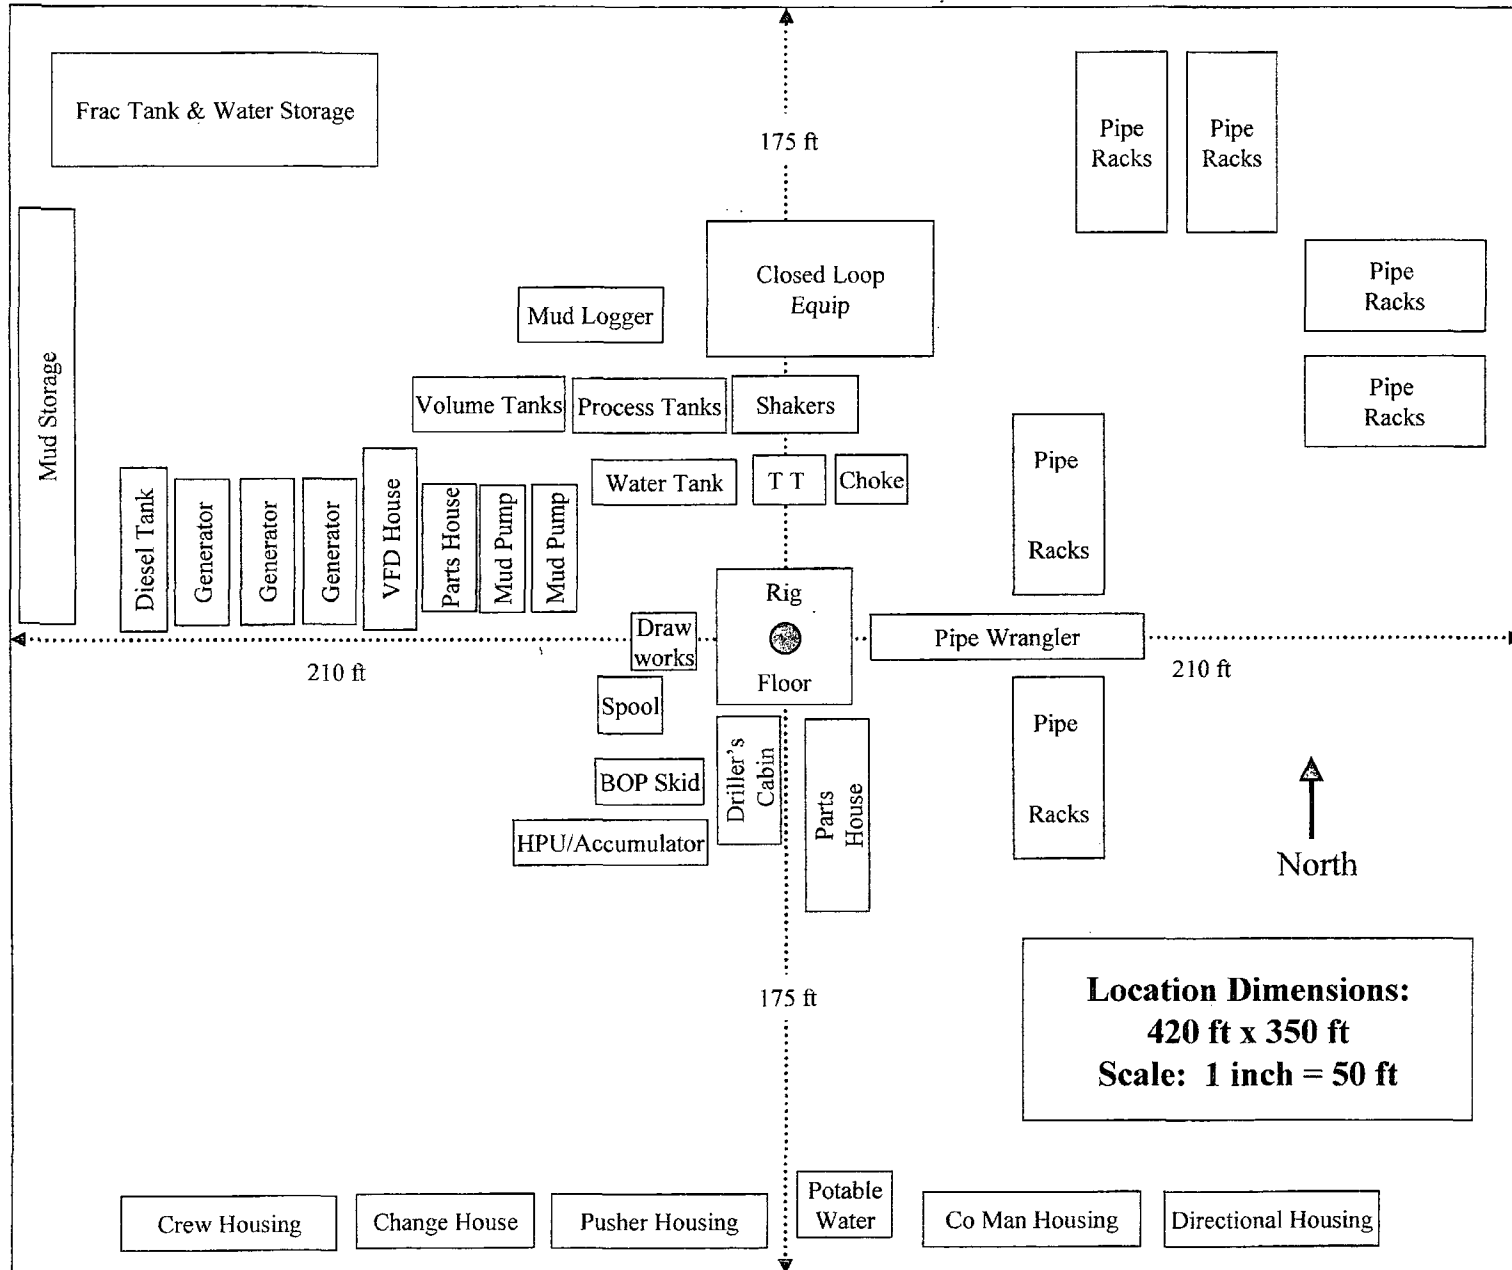 Frac Tank & Water Storage
175 ft
Pipe
Racks
Pipe
Racks
Closed Loop
Equip
Pipe
Racks
Mud Logger
Mud Storage
Volume Tanks
Process Tanks
Shakers
Pipe
Racks
Pipe
Racks
Diesel Tank
Generator
Generator
Generator
VFD House
Parts House
Mud Pump
Mud Pump
Water Tank
T T
Choke
Rig
Floor
Draw
works
Pipe Wrangler
210 ft
210 ft
Spool
BOP Skid
HPU/Accumulator
Driller's
Cabin
Parts
House
Pipe
Racks
North
175 ft
Location Dimensions:
420 ft x 350 ft
Scale: 1 inch = 50 ft
Crew Housing
Change House
Pusher Housing
Potable
Water
Co Man Housing
Directional Housing